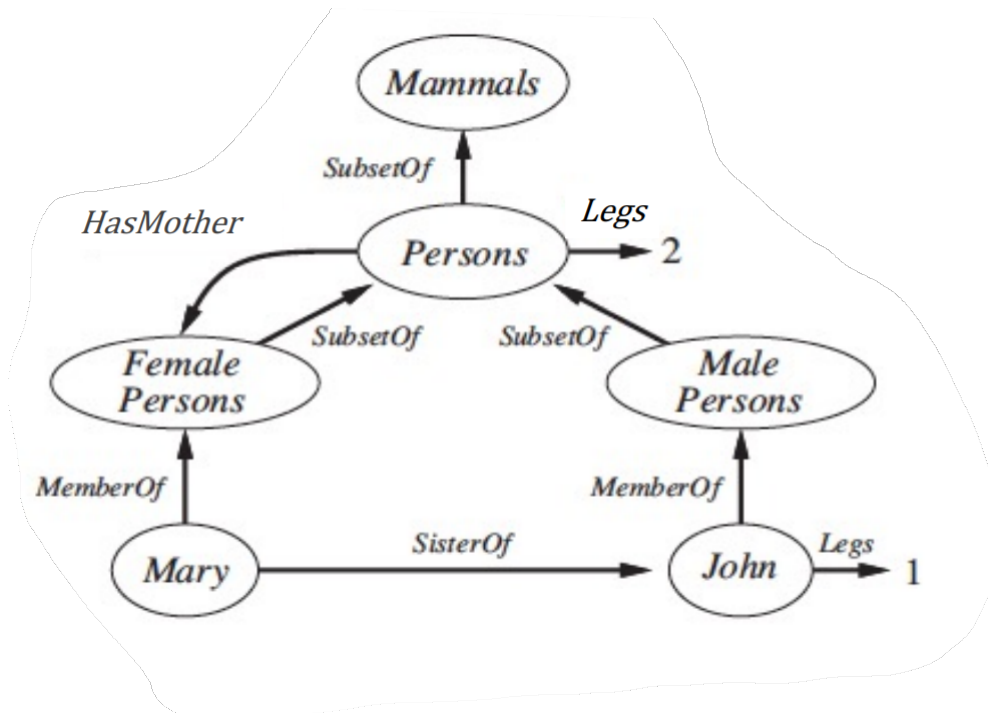 Mammals
SubsetOf
HasMother
Legs
Persons
2
SubsetOf
SubsetOf
Female
Persons
Male
Persons
MemberOf
MemberOf
SisterOf
Legs
Mary
John
1